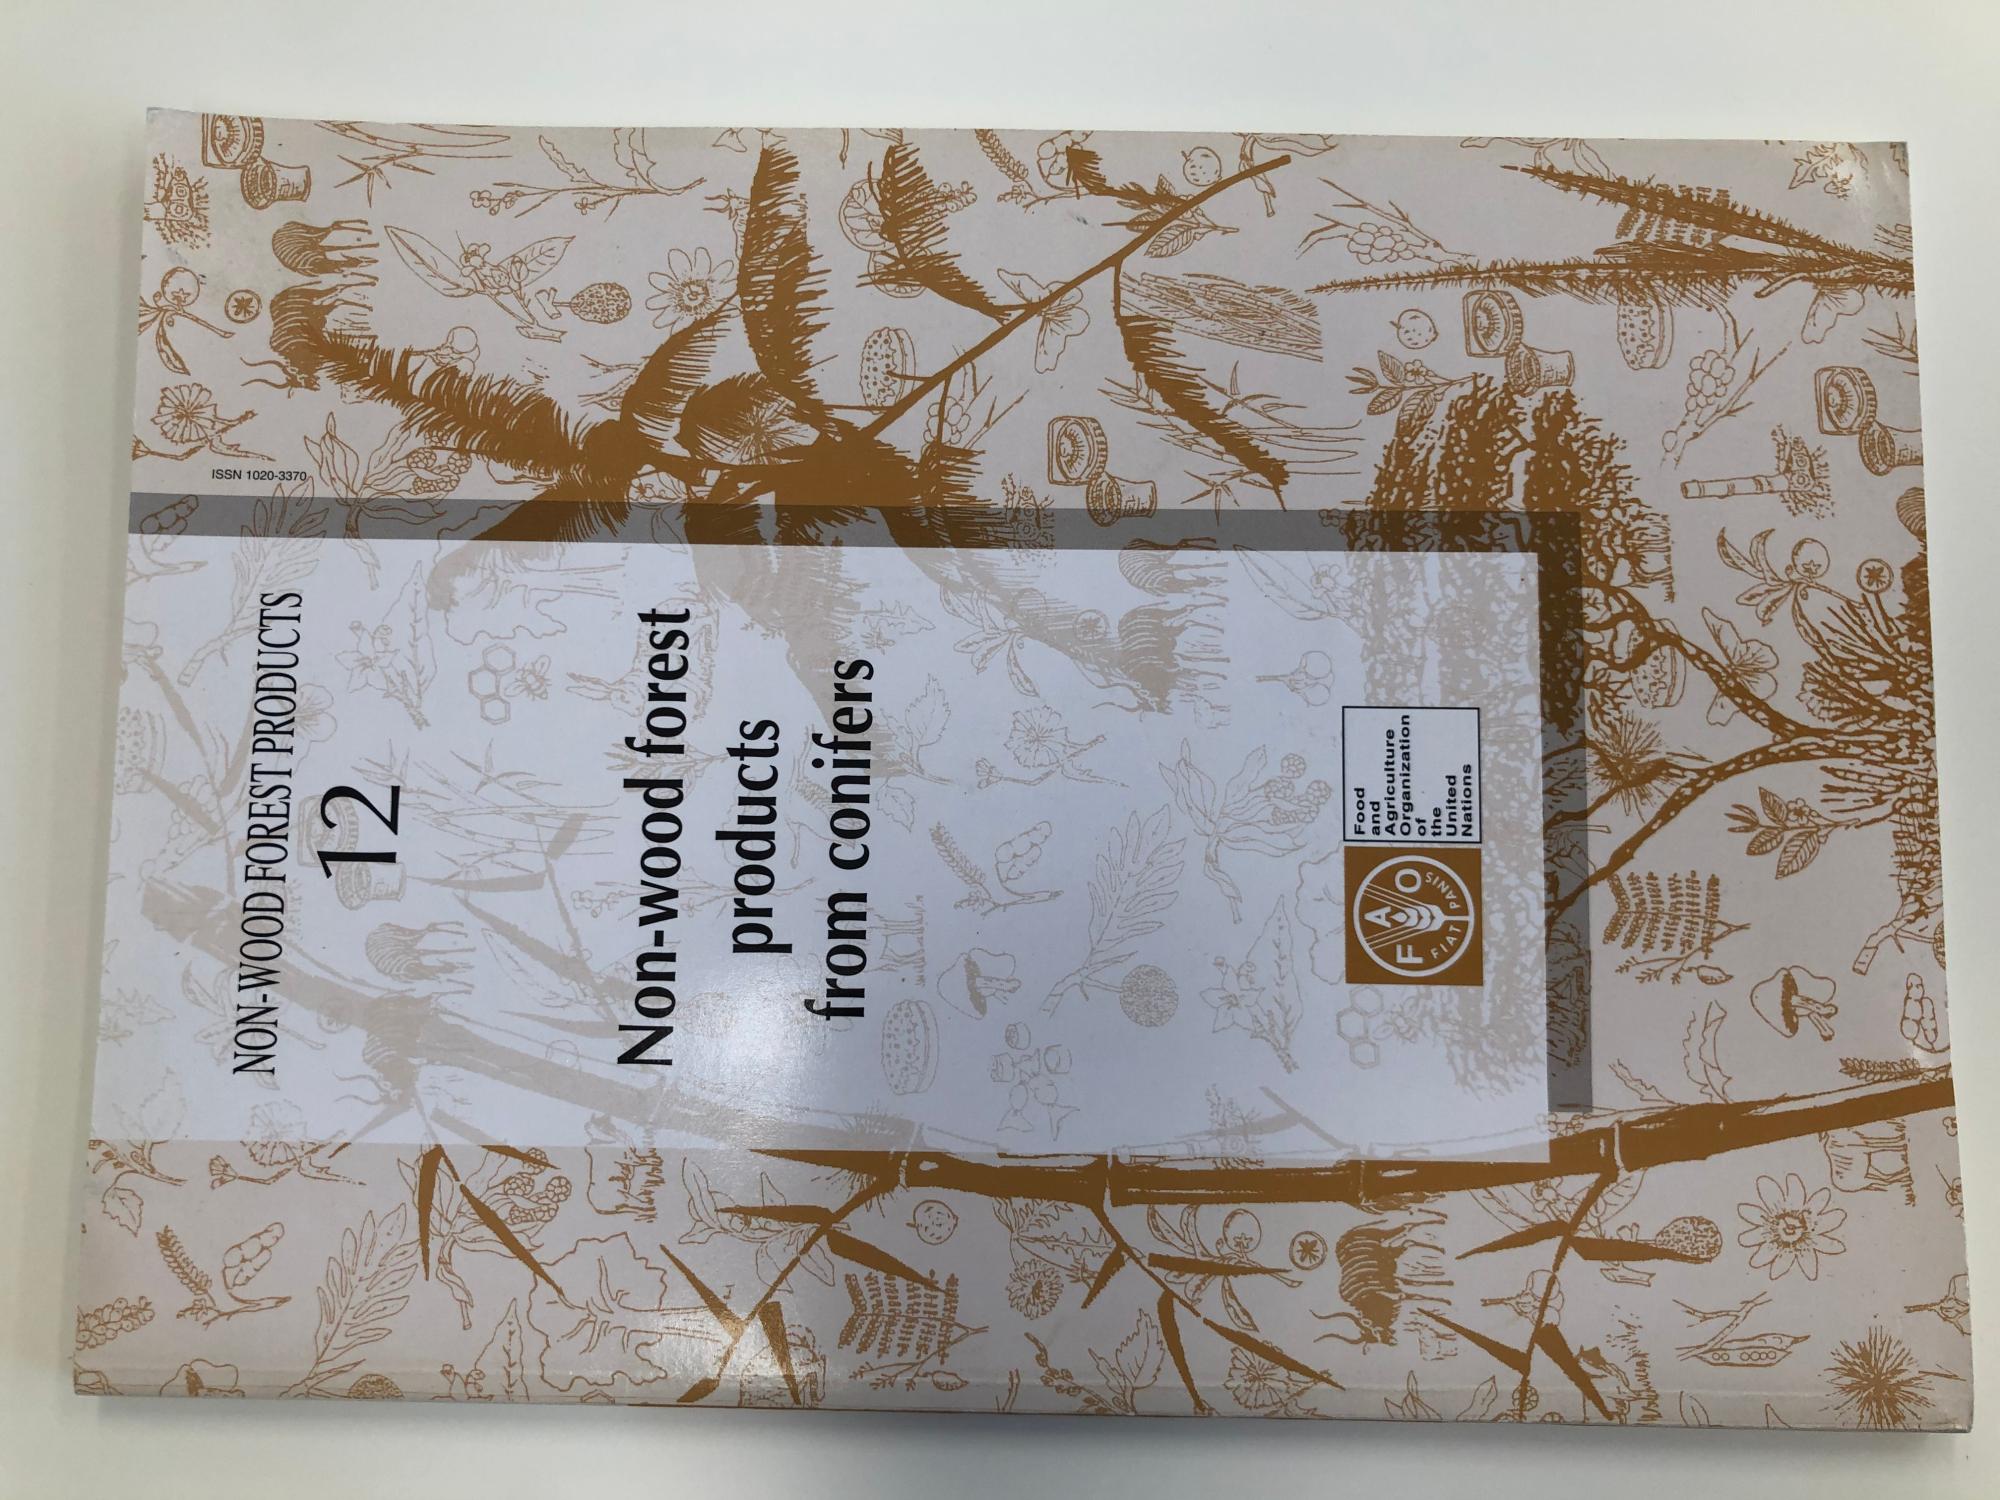 ISSN 1020-3370
NON-WOOD FOREST PRODUCTS
12
Non-wood forest
products
from conifers
F A O
FIAT PANIS
Food
and
Agriculture
Organization
of
the
United
Nations